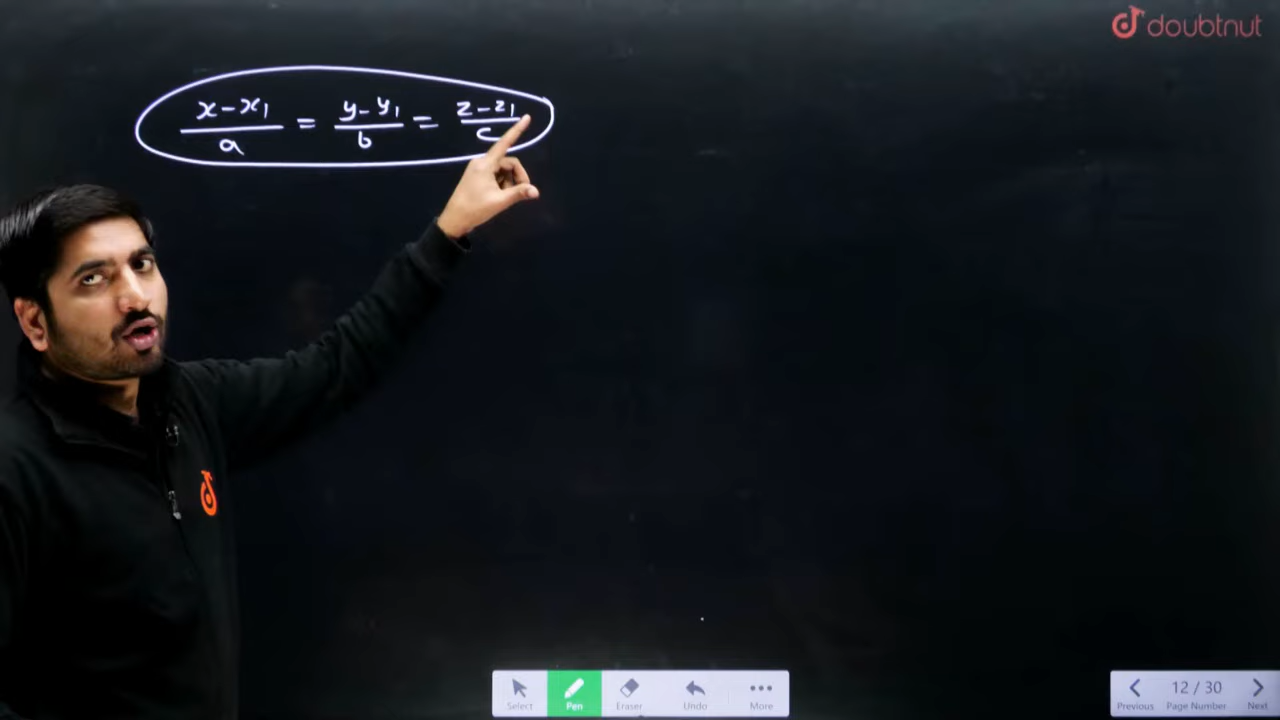 doubtnut
x-x₁/a = y-y₁/b = z-z₁/c
Select Pen Eraser Undo More
12 / 30
Previous Page Number Next